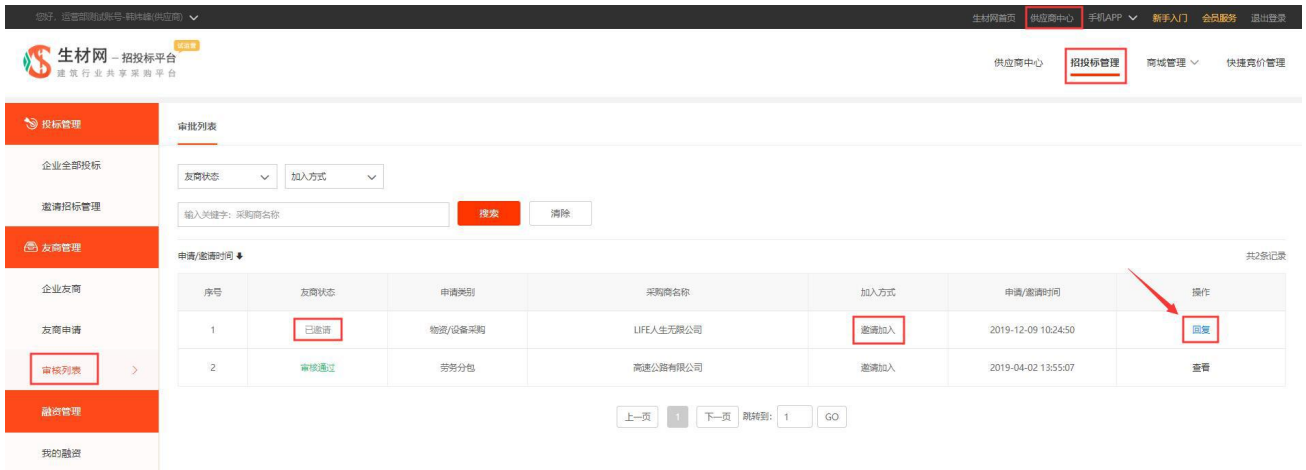 您好，运营部测试账号-韩炜峰(供应商)
生材网首页 供应商中心 手机APP 新手入门 会员服务 退出登录
生材网 – 招投标平台
建筑行业共享采购平台
供应商中心 招投标管理 商城管理 快捷竞价管理
投标管理
企业全部投标
邀请招标管理
友商管理
企业友商
友商申请
审核列表
融资管理
我的融资
审批列表
友商状态 加入方式
输入关键字：采购商名称 搜索 清除
申请/邀请时间 共2条记录
序号 友商状态 申请类别 采购商名称 加入方式 申请/邀请时间 操作
1 已邀请 物资/设备采购 LIFE人生无限公司 邀请加入 2019-12-09 10:24:50 回复
2 审核通过 劳务分包 高速公路有限公司 邀请加入 2019-04-02 13:55:07 查看
上一页 1 下一页 跳转到： 1 GO